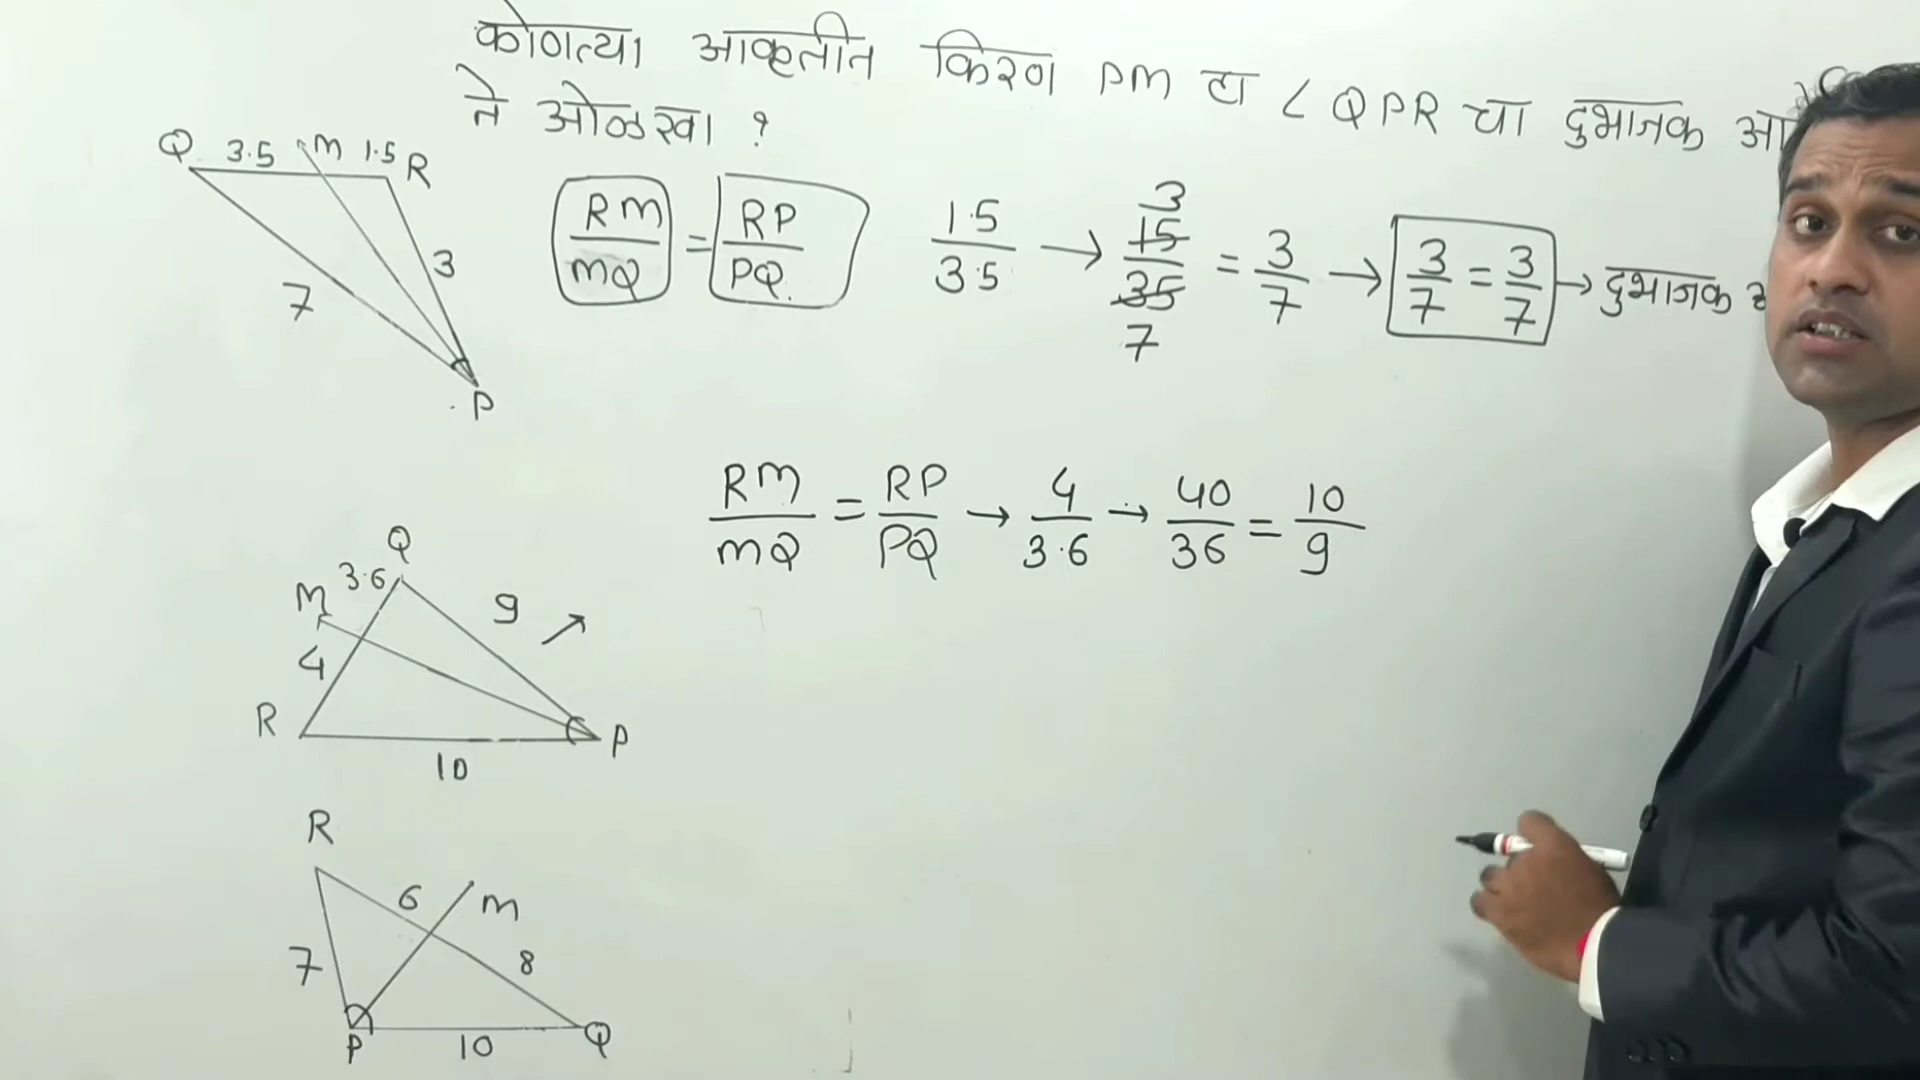 कोणत्या आकृतीत किरण PM हा ∠QPR चा दुभाजक
ते ओळखा ?
Q 3.5 M 1.5 R
7
3
P
RM/MQ = RP/PQ 1.5/3.5 → 15/35 3 7 = 3/7 → 3/7 = 3/7 → दुभाजक
RM/MQ = RP/PQ → 4/3.6 → 40/36 = 10/9
Q
M 3.6
9
4
R
P
10
R
6
M
7
8
P
10
Q